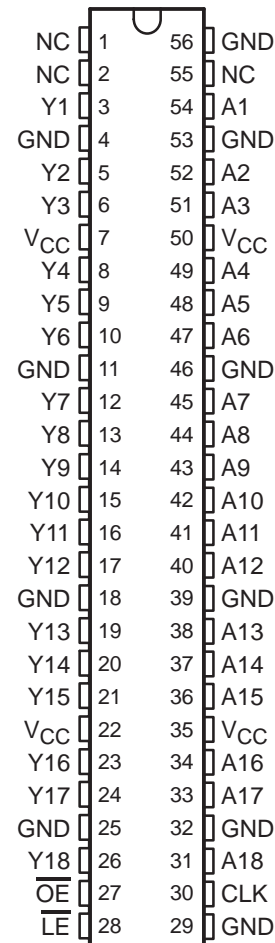 NC 1 56 GND
NC 2 55 NC
Y1 3 54 A1
GND 4 53 GND
Y2 5 52 A2
Y3 6 51 A3
VCC 7 50 VCC
Y4 8 49 A4
Y5 9 48 A5
Y6 10 47 A6
GND 11 46 GND
Y7 12 45 A7
Y8 13 44 A8
Y9 14 43 A9
Y10 15 42 A10
Y11 16 41 A11
Y12 17 40 A12
GND 18 39 GND
Y13 19 38 A13
Y14 20 37 A14
Y15 21 36 A15
VCC 22 35 VCC
Y16 23 34 A16
Y17 24 33 A17
GND 25 32 GND
Y18 26 31 A18
O̅E̅ 27 30 CLK
L̅E̅ 28 29 GND